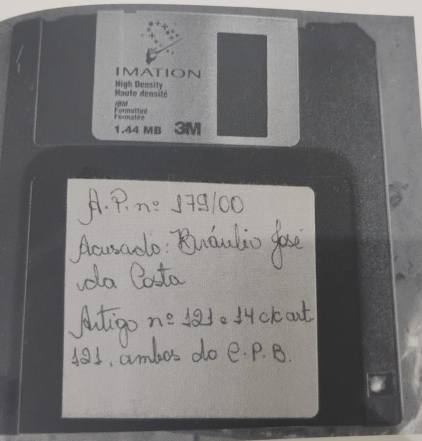 IMATION
High Density
Haute densité
IBM
Formatted
Formatée
1.44 MB 3M
A.P. nº 179/00
Acusado: Bráulio José
da Costa
Artigo nº 121 e 14 c/c art.
121, ambos do C.P.B.